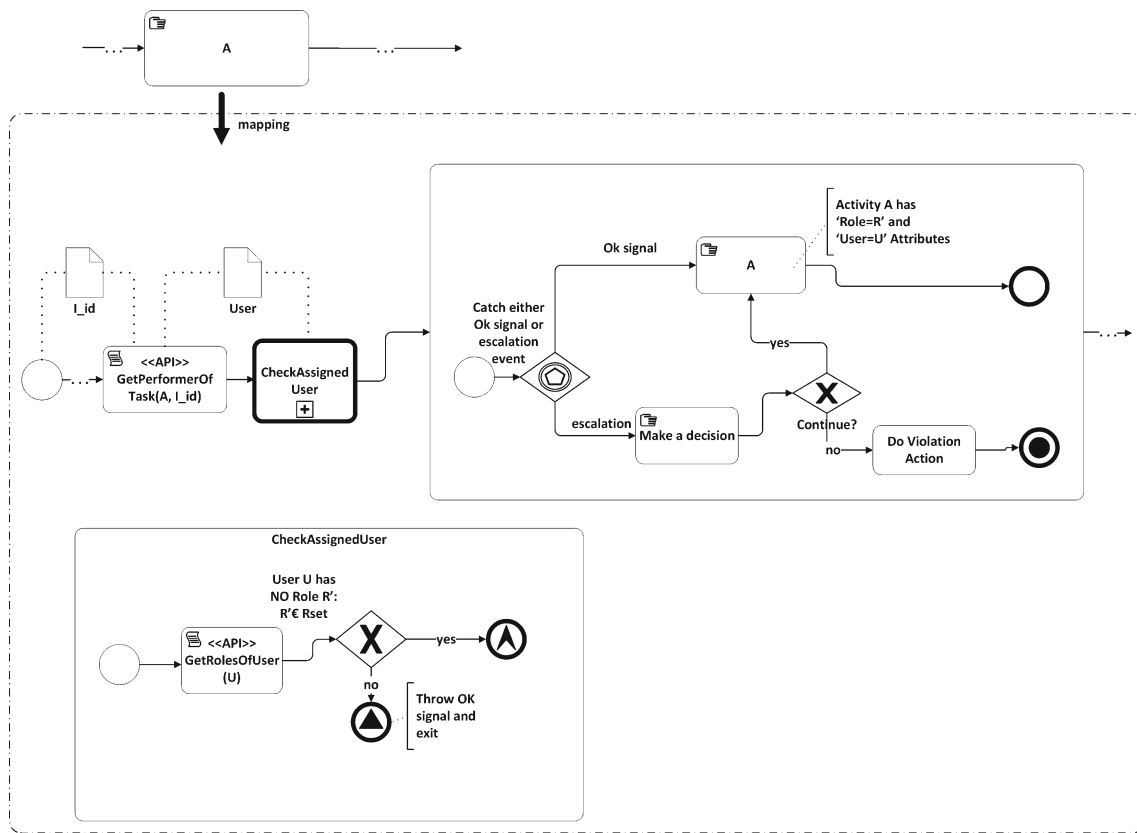 A
...
...
mapping
I_id
User
...
<<API>>
GetPerformerOf
Task(A, I_id)
CheckAssigned
User
Catch either
Ok signal or
escalation
event
Ok signal
A
Activity A has
‘Role=R’ and
‘User=U’ Attributes
yes
escalation
Make a decision
X
Continue?
no
Do Violation
Action
...
CheckAssignedUser
User U has
NO Role R’:
R’€ Rset
<<API>>
GetRolesOfUser
(U)
X
yes
no
Throw OK
signal and
exit